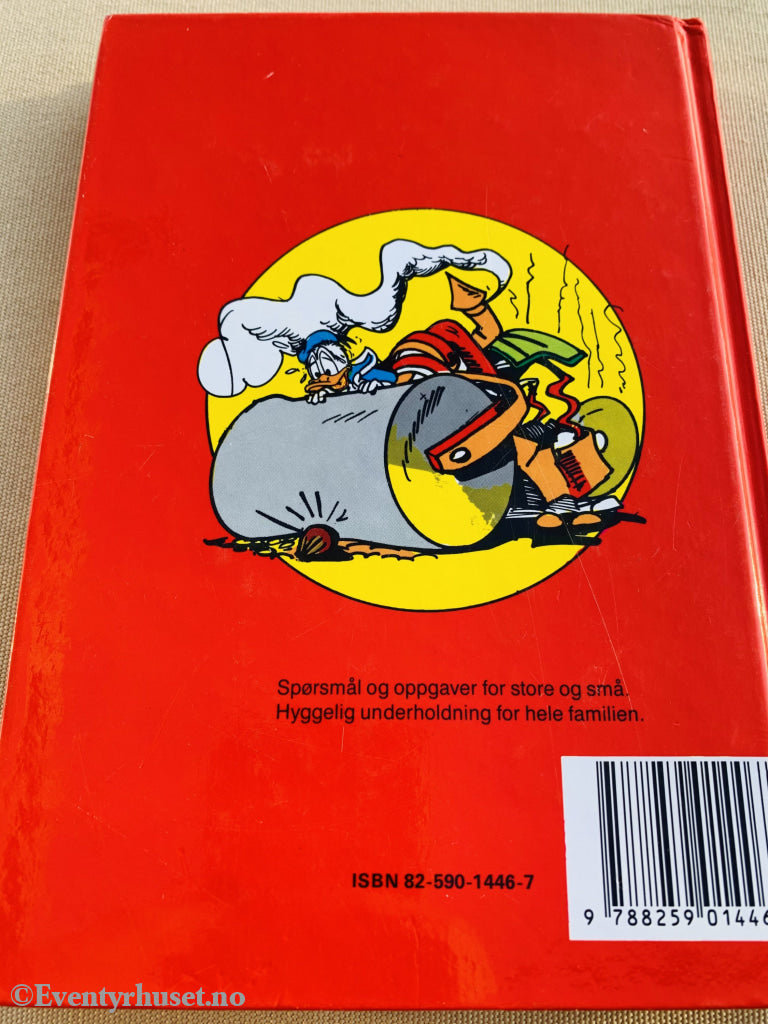 Spørsmål og oppgaver for store og små.
Hyggelig underholdning for hele familien.
ISBN 82-590-1446-7
9 788259 01446
©Eventyrhuset.no